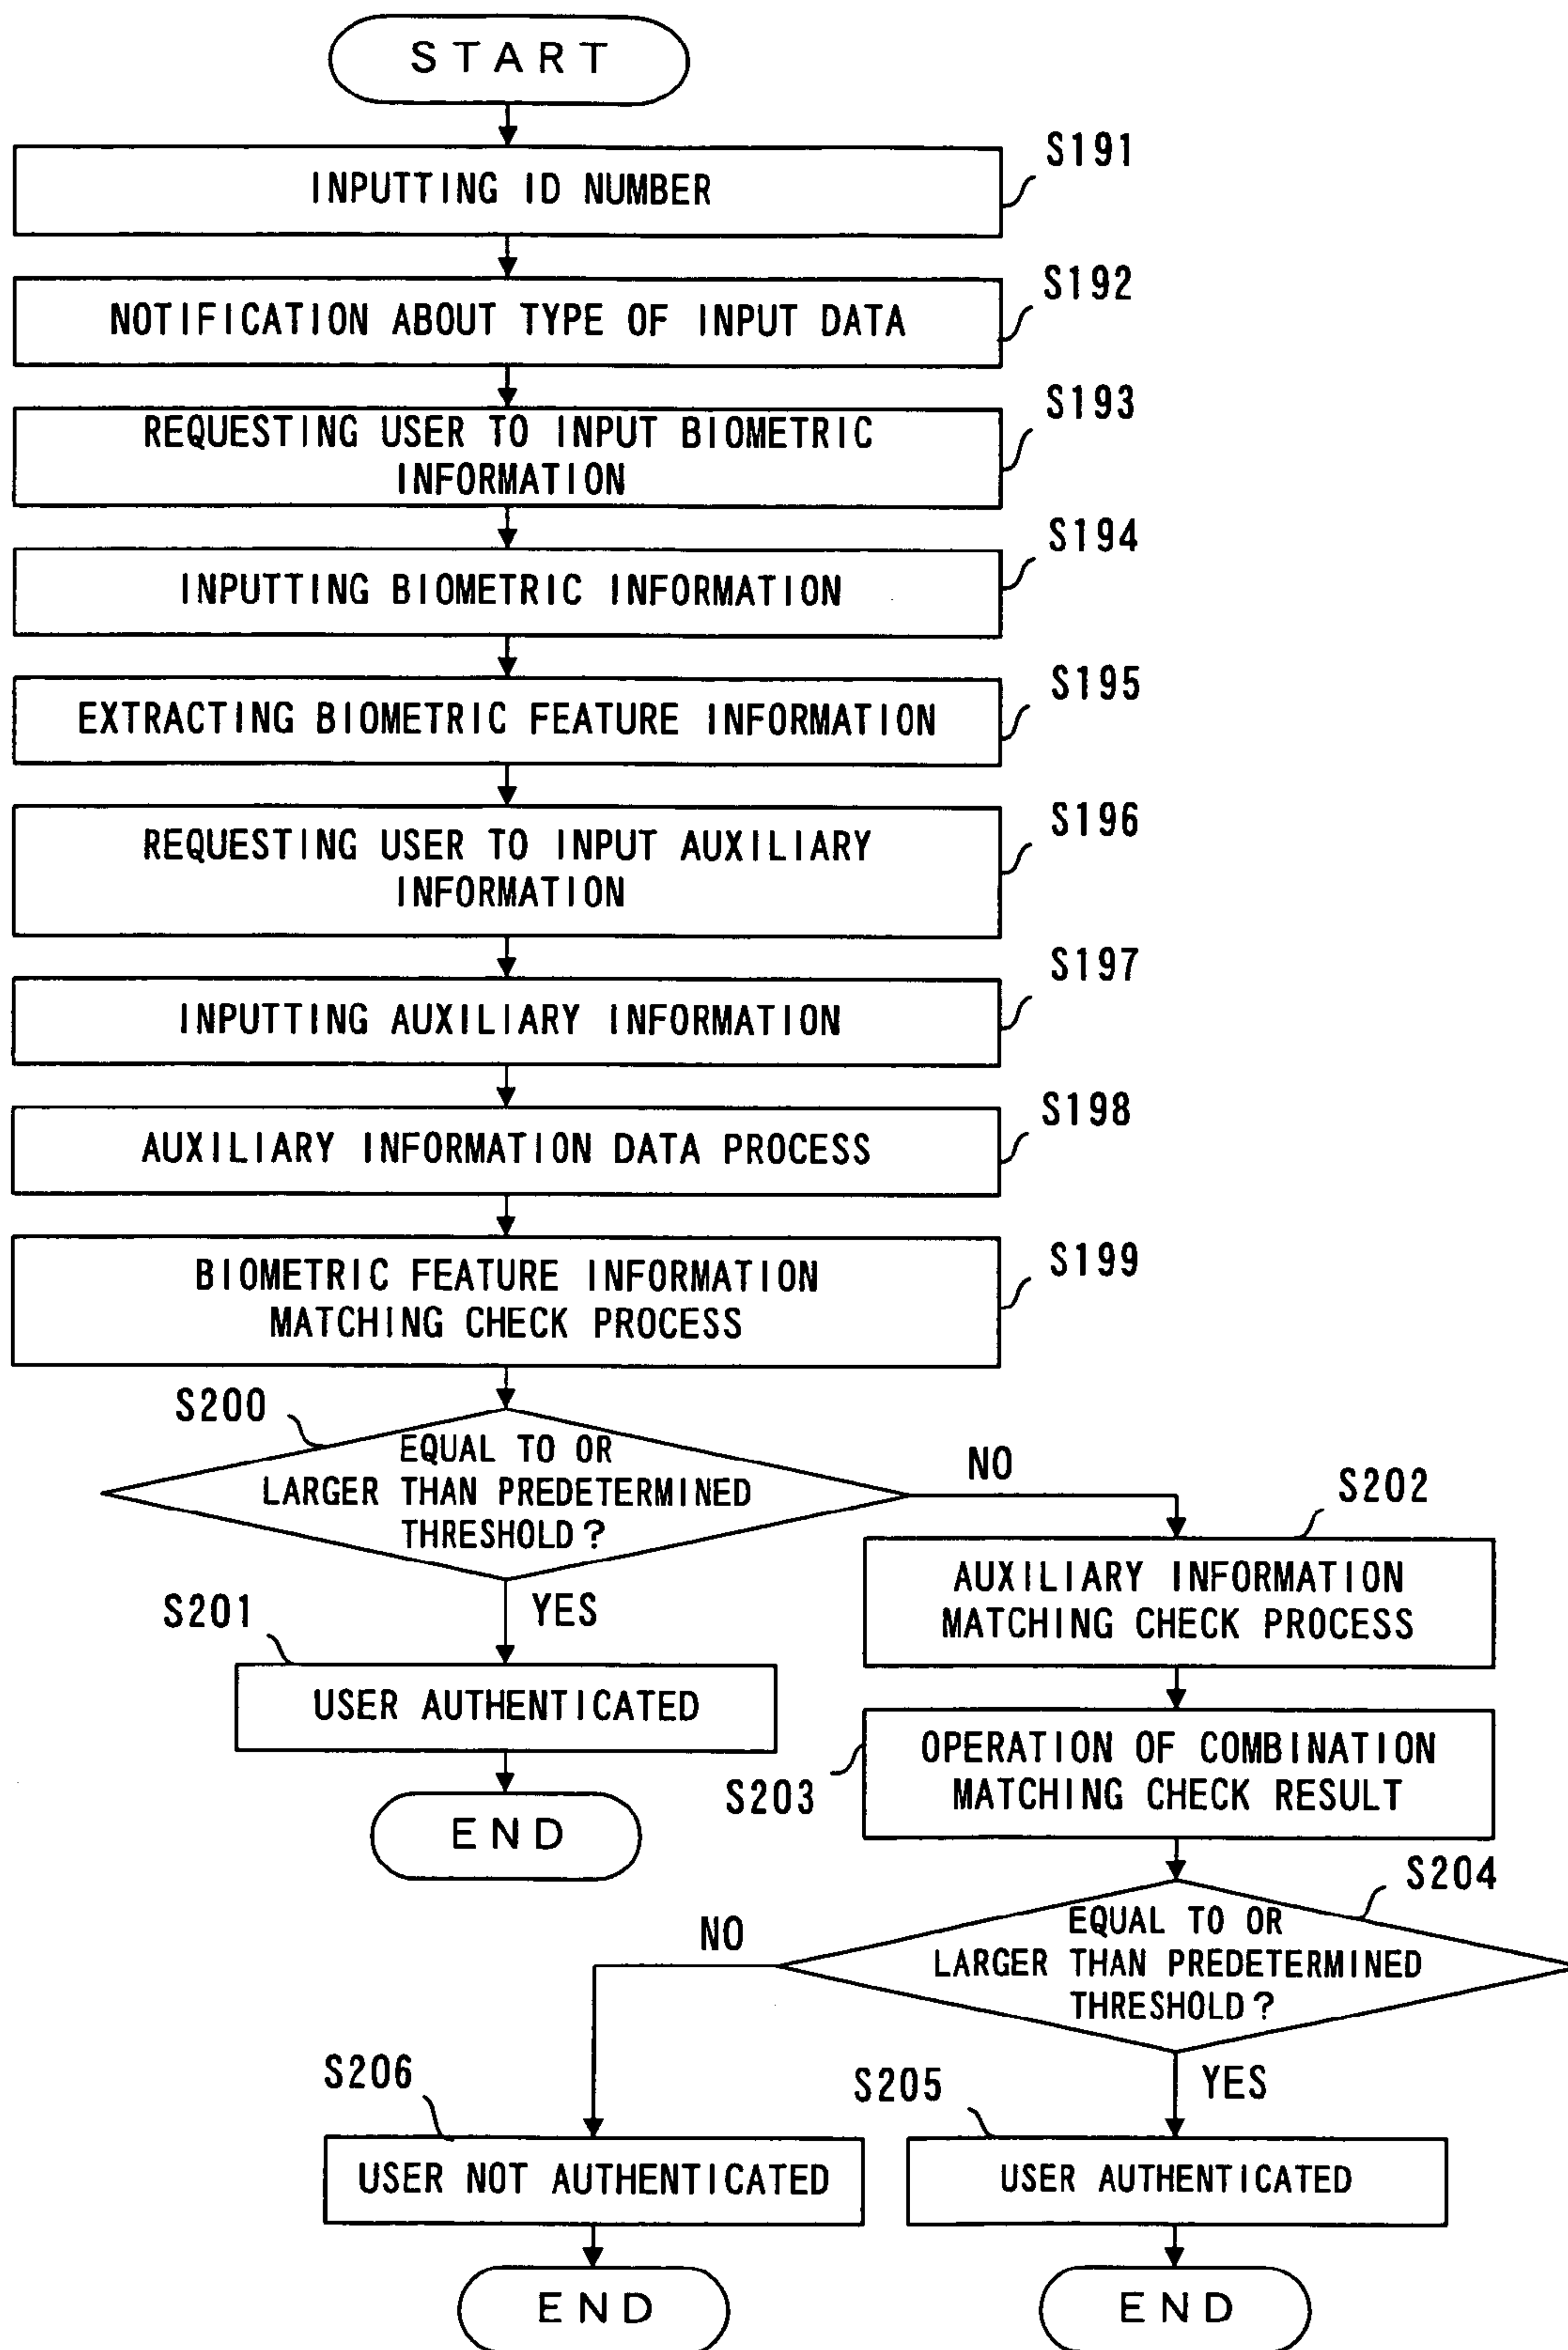 START
S191
INPUTTING ID NUMBER
S192
NOTIFICATION ABOUT TYPE OF INPUT DATA
S193
REQUESTING USER TO INPUT BIOMETRIC
INFORMATION
S194
INPUTTING BIOMETRIC INFORMATION
S195
EXTRACTING BIOMETRIC FEATURE INFORMATION
S196
REQUESTING USER TO INPUT AUXILIARY
INFORMATION
S197
INPUTTING AUXILIARY INFORMATION
S198
AUXILIARY INFORMATION DATA PROCESS
S199
BIOMETRIC FEATURE INFORMATION
MATCHING CHECK PROCESS
S200
EQUAL TO OR
LARGER THAN PREDETERMINED
THRESHOLD?
NO
YES
S201
USER AUTHENTICATED
END
S202
AUXILIARY INFORMATION
MATCHING CHECK PROCESS
S203
OPERATION OF COMBINATION
MATCHING CHECK RESULT
S204
EQUAL TO OR
LARGER THAN PREDETERMINED
THRESHOLD?
NO
YES
S206
USER NOT AUTHENTICATED
END
S205
USER AUTHENTICATED
END